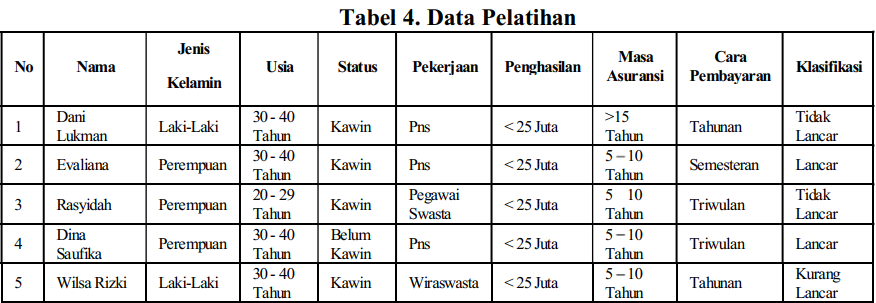 Tabel 4. Data Pelatihan
No Nama Jenis Kelamin Usia Status Pekerjaan Penghasilan Masa Asuransi Cara Pembayaran Klasifikasi
1 Dani Lukman Laki-Laki 30 - 40 Tahun Kawin Pns < 25 Juta >15 Tahun Tahunan Tidak Lancar
2 Evaliana Perempuan 30 - 40 Tahun Kawin Pns < 25 Juta 5 – 10 Tahun Semesteran Lancar
3 Rasyidah Perempuan 20 - 29 Tahun Kawin Pegawai Swasta < 25 Juta 5 10 Tahun Triwulan Tidak Lancar
4 Dina Saufika Perempuan 30 - 40 Tahun Belum Kawin Pns < 25 Juta 5 – 10 Tahun Triwulan Lancar
5 Wilsa Rizki Laki-Laki 30 - 40 Tahun Kawin Wiraswasta < 25 Juta 5 – 10 Tahun Tahunan Kurang Lancar